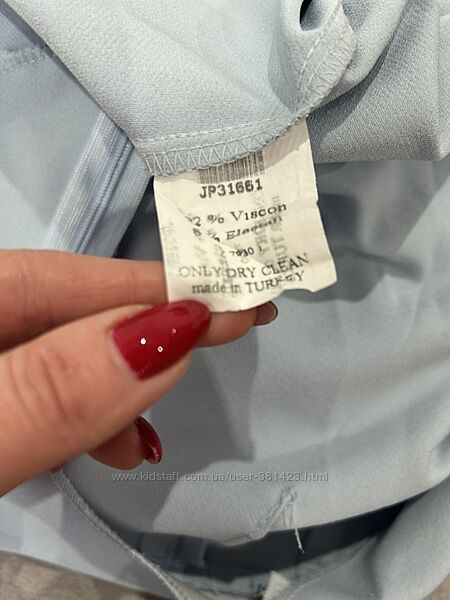 JP31661
% Viscon
% Elastan
ONLY DRY CLEAN
made in TURKEY
www.kidstaff.com.ua/user-381423.html